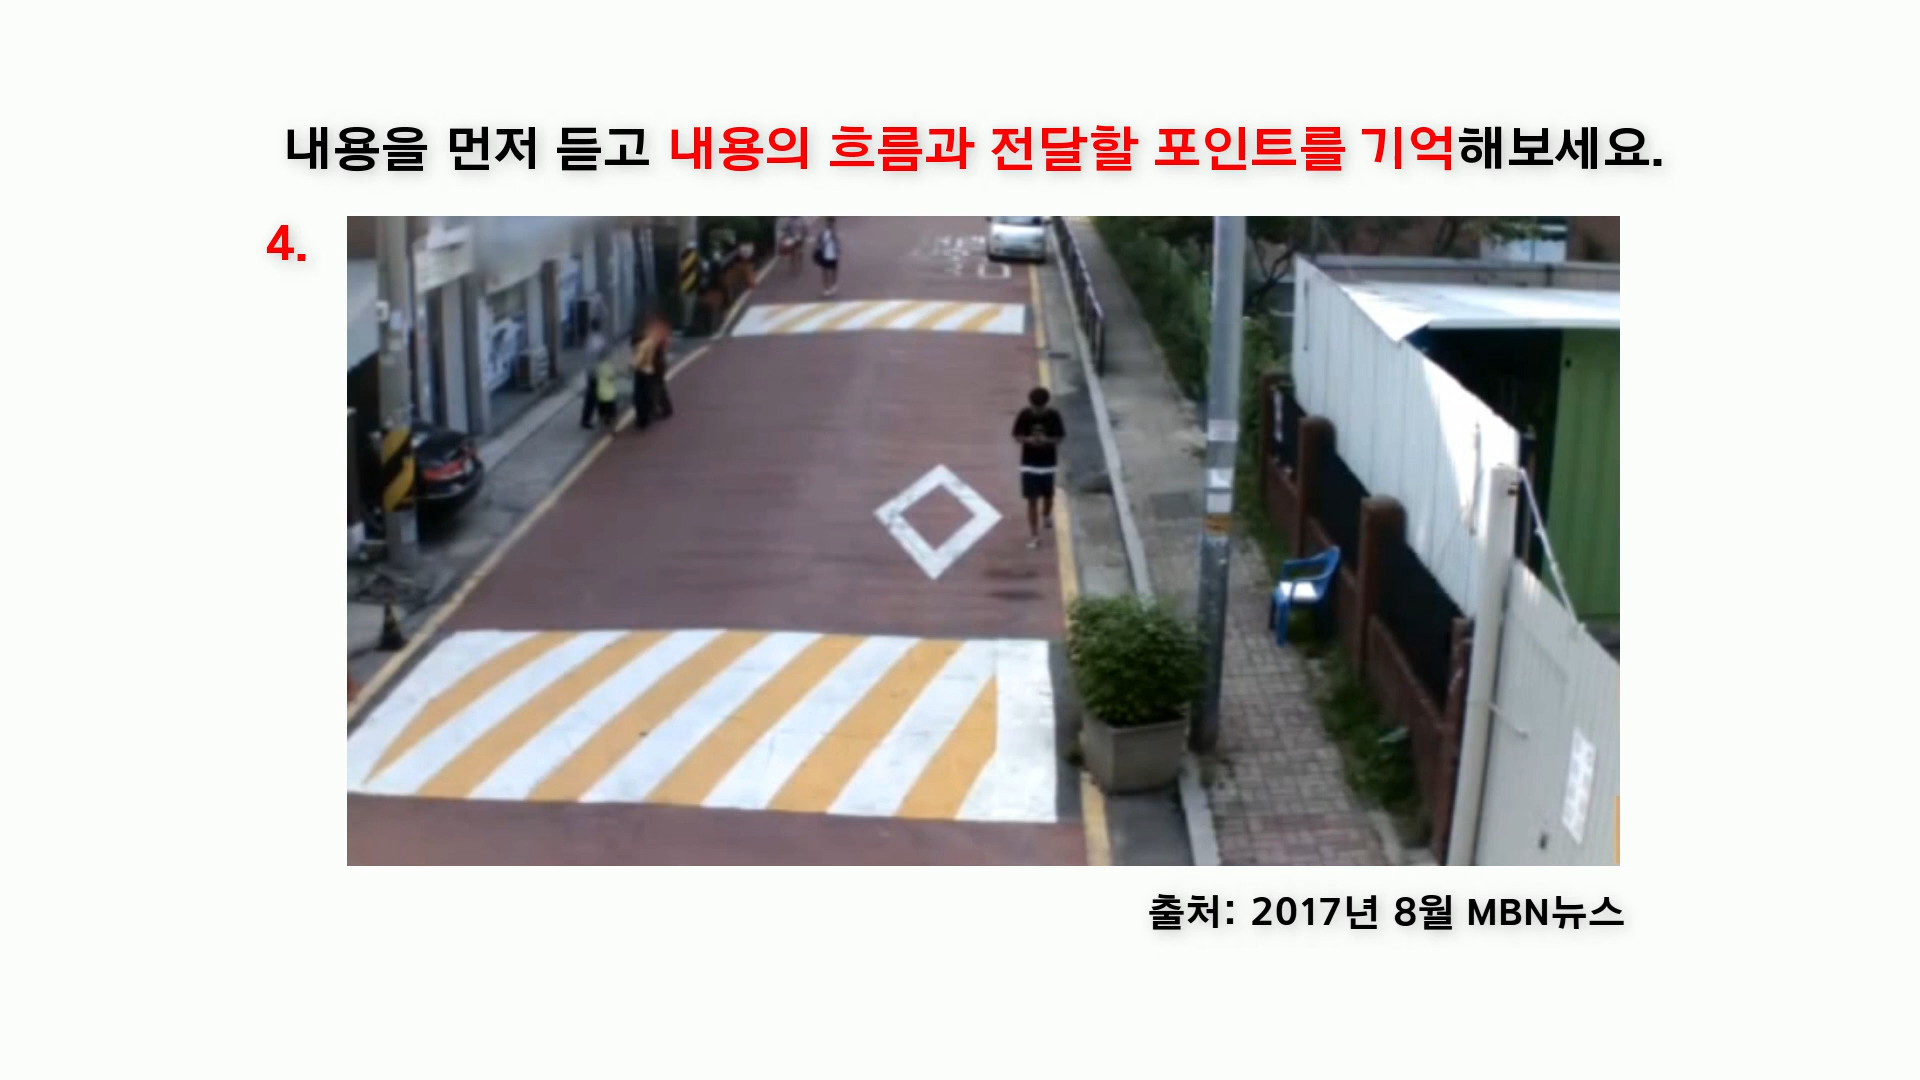 내용을 먼저 듣고 내용의 흐름과 전달할 포인트를 기억해보세요.
4.
출처: 2017년 8월 MBN뉴스